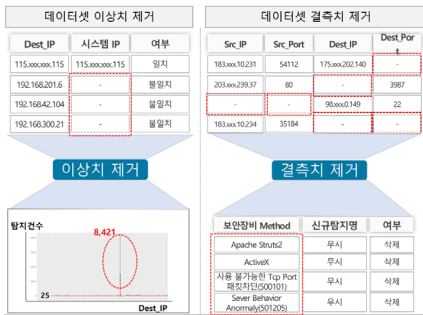 데이터셋 이상치 제거
Dest_IP 시스템 IP 여부
115.xxx.xxx.115 115.xxx.xxx.115 일치
192.168.201.6 - 불일치
192.168.42.104 - 불일치
192.168.300.21 - 불일치
이상치 제거
탐지건수
8,421
25
Dest_IP
데이터셋 결측치 제거
Src_IP Src_Port Dest_IP Dest_Por
t
183.xxx.10.231 54112 175.xxx.202.140 -
203.xxx.239.37 80 - 3987
- - 98.xxx.0.149 22
183.xxx.10.234 35184 - -
결측치 제거
보안장비 Method 신규탐지명 여부
Apache Struts2 무시 삭제
ActiveX 무시 삭제
사용 불가능한 Tcp Port
패킷차단(500101) 무시 삭제
Sever Behavior
Anormaly(501205) 무시 삭제